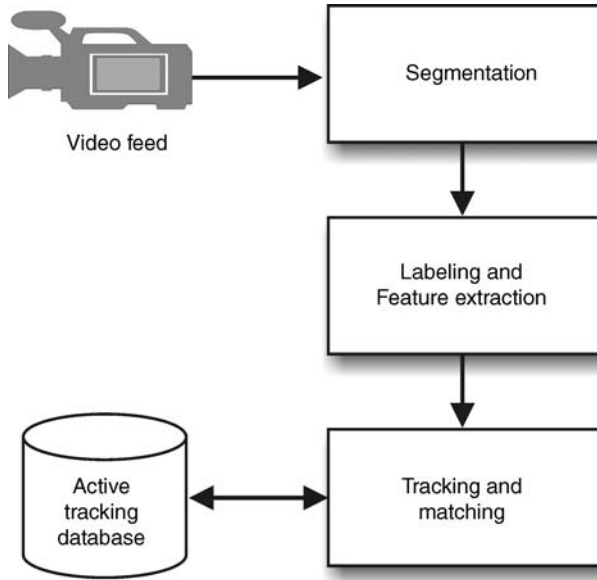 Segmentation
Video feed
Labeling and
Feature extraction
Active
tracking
database
Tracking and
matching